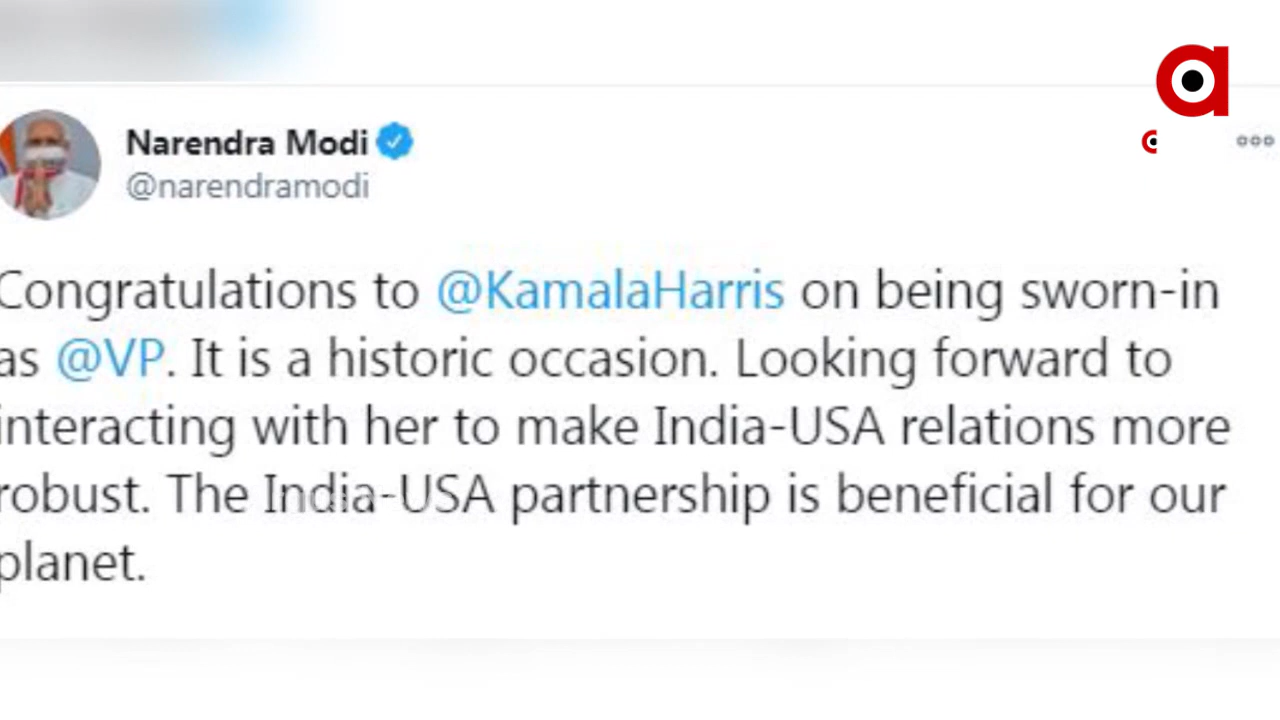 Narendra Modi
@narendramodi
Congratulations to @KamalaHarris on being sworn-in
as @VP. It is a historic occasion. Looking forward to
interacting with her to make India-USA relations more
robust. The India-USA partnership is beneficial for our
planet.